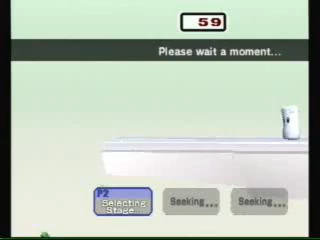 59
Please wait a moment...
P2
Selecting
Stage...
Seeking...
Seeking...